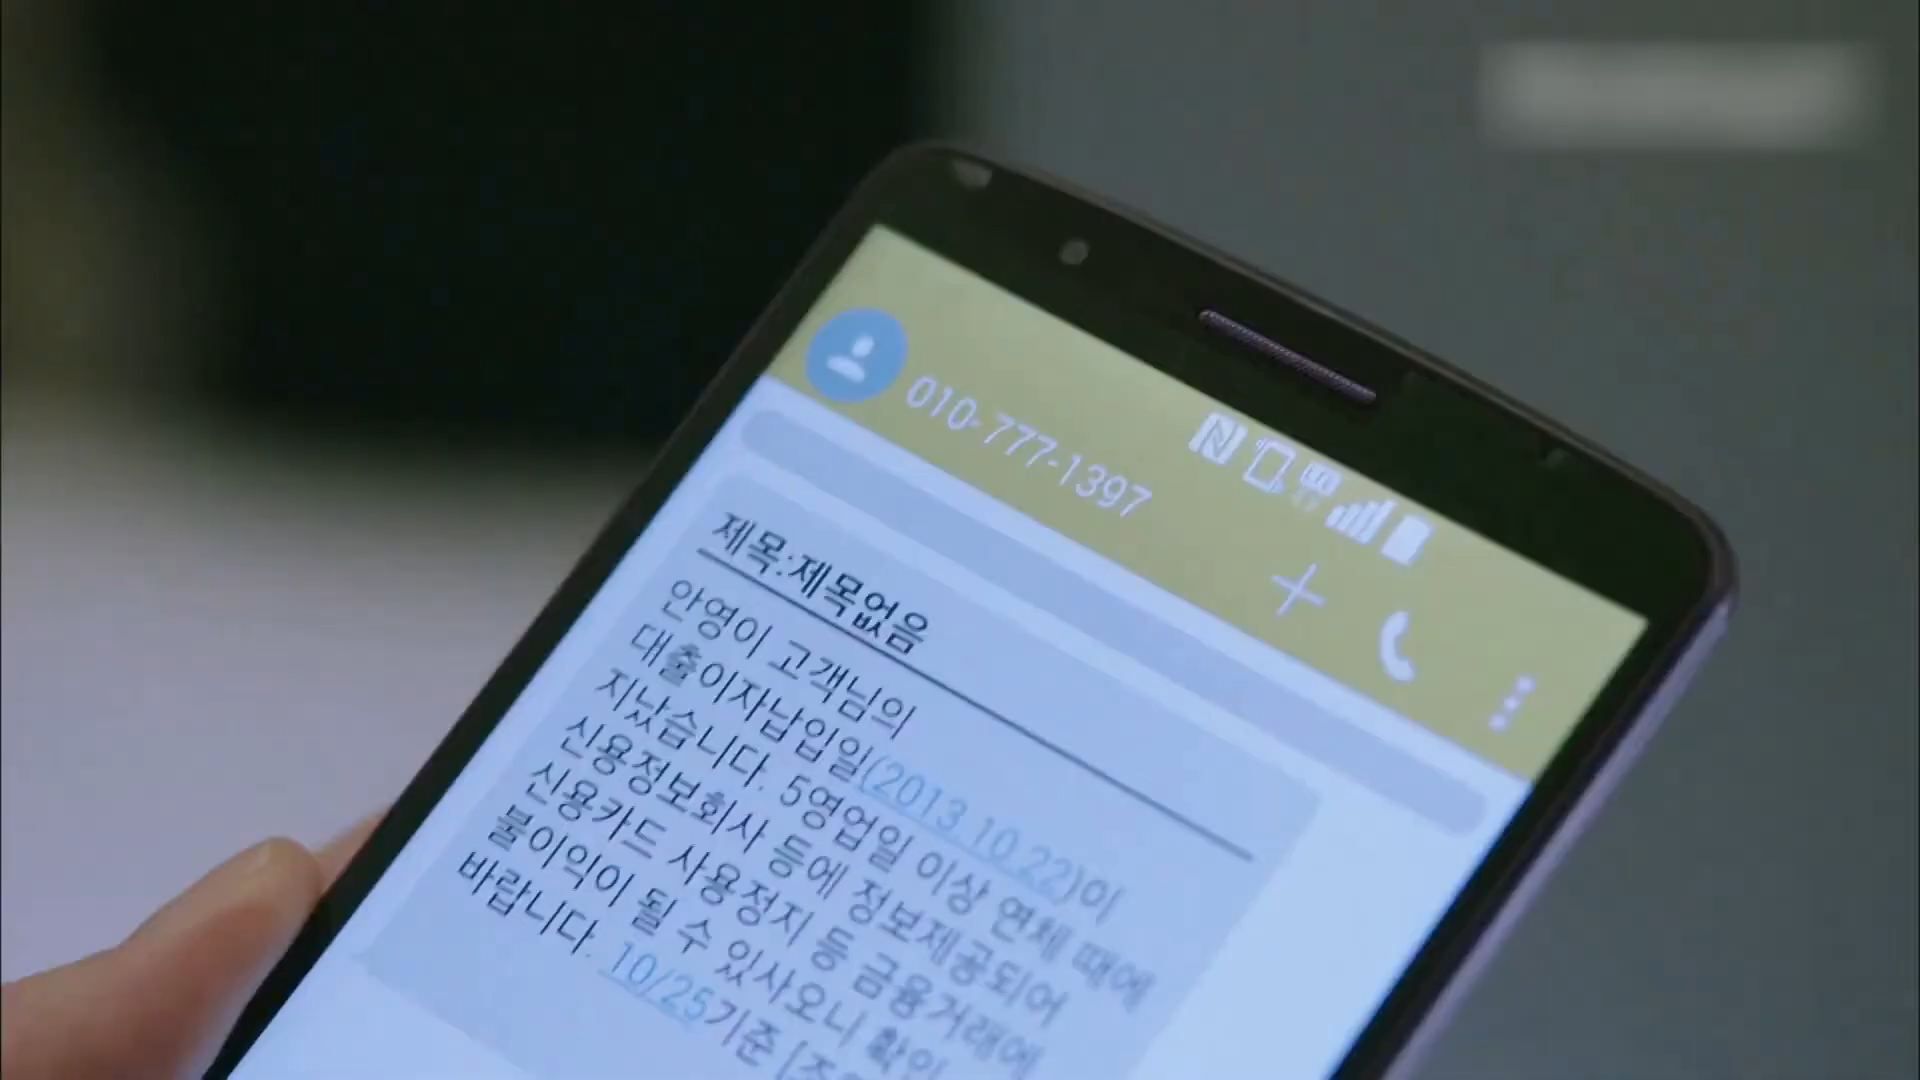 010-777-1397
제목:제목없음
안영이 고객님의
대출이자납입일(2013.10.22)이
지났습니다. 5영업일 이상 연체 때에
신용정보회사 등에 정보제공되어
신용카드 사용정지 등 금융거래에
불이익이 될 수 있사오니 확인
바랍니다. 10/25기준